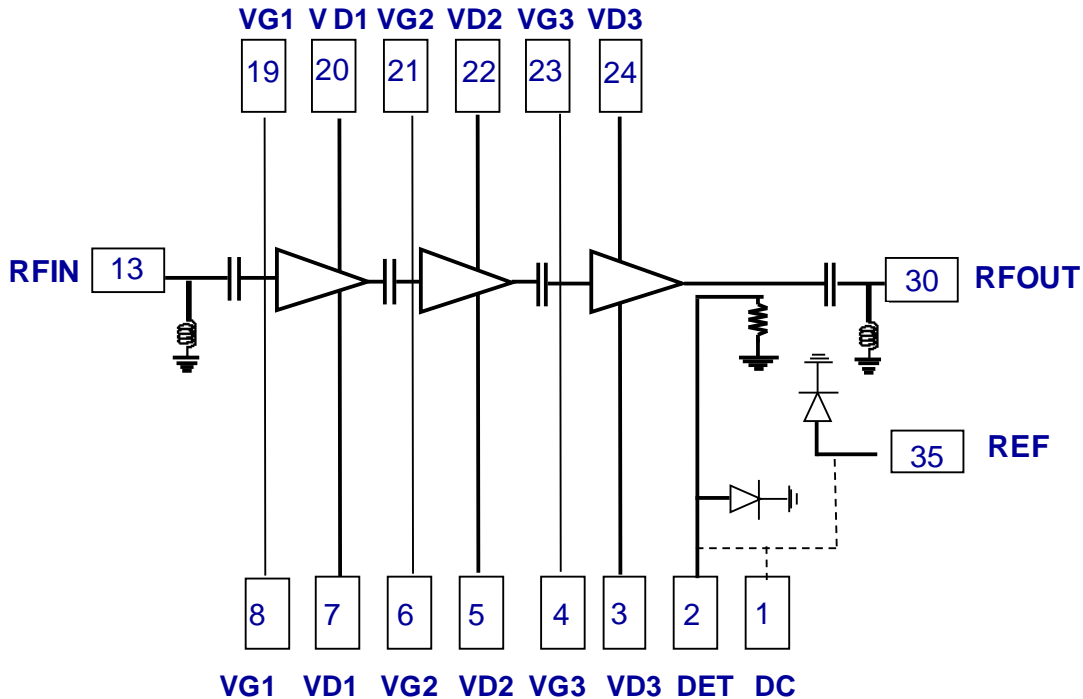 VG1 V D1 VG2 VD2 VG3 VD3
19 20 21 22 23 24
RFIN 13 30 RFOUT
35 REF
8 7 6 5 4 3 2 1
VG1 VD1 VG2 VD2 VG3 VD3 DET DC